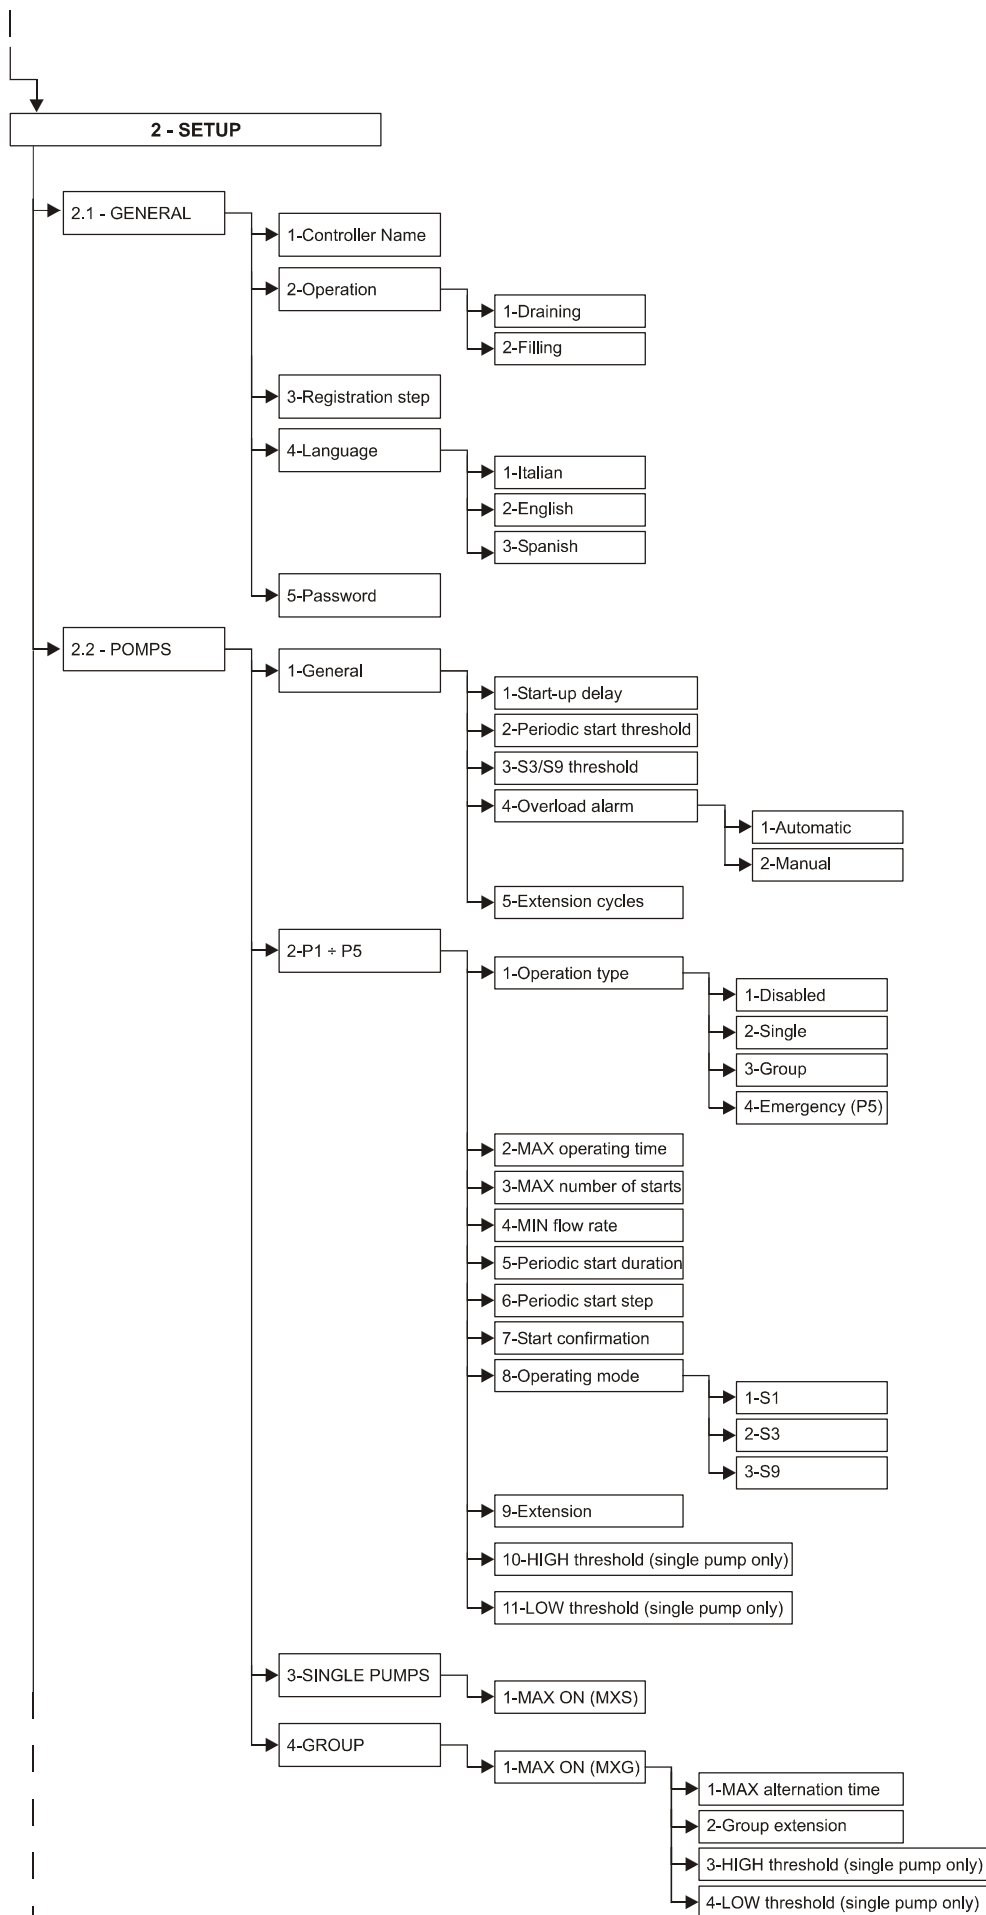 2 - SETUP
2.1 - GENERAL
1-Controller Name
2-Operation
1-Draining
2-Filling
3-Registration step
4-Language
1-Italian
2-English
3-Spanish
5-Password
2.2 - POMPS
1-General
1-Start-up delay
2-Periodic start threshold
3-S3/S9 threshold
4-Overload alarm
1-Automatic
2-Manual
5-Extension cycles
2-P1 ÷ P5
1-Operation type
1-Disabled
2-Single
3-Group
4-Emergency (P5)
2-MAX operating time
3-MAX number of starts
4-MIN flow rate
5-Periodic start duration
6-Periodic start step
7-Start confirmation
8-Operating mode
1-S1
2-S3
3-S9
9-Extension
10-HIGH threshold (single pump only)
11-LOW threshold (single pump only)
3-SINGLE PUMPS
1-MAX ON (MXS)
4-GROUP
1-MAX ON (MXG)
1-MAX alternation time
2-Group extension
3-HIGH threshold (single pump only)
4-LOW threshold (single pump only)